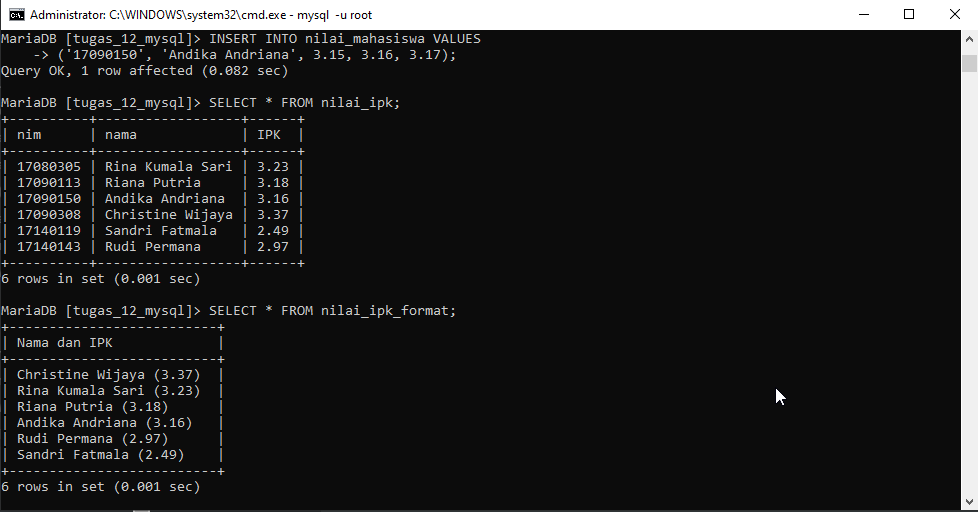 Administrator: C:\WINDOWS\system32\cmd.exe - mysql  -u root
MariaDB [tugas_12_mysql]> INSERT INTO nilai_mahasiswa VALUES
    -> ('17090150', 'Andika Andriana', 3.15, 3.16, 3.17);
Query OK, 1 row affected (0.082 sec)

MariaDB [tugas_12_mysql]> SELECT * FROM nilai_ipk;
+----------+------------------+------+
| nim      | nama             | IPK  |
+----------+------------------+------+
| 17080305 | Rina Kumala Sari | 3.23 |
| 17090113 | Riana Putria     | 3.18 |
| 17090150 | Andika Andriana  | 3.16 |
| 17090308 | Christine Wijaya | 3.37 |
| 17140119 | Sandri Fatmala   | 2.49 |
| 17140143 | Rudi Permana     | 2.97 |
+----------+------------------+------+
6 rows in set (0.001 sec)

MariaDB [tugas_12_mysql]> SELECT * FROM nilai_ipk_format;
+--------------------------+
| Nama dan IPK             |
+--------------------------+
| Christine Wijaya (3.37)  |
| Rina Kumala Sari (3.23)  |
| Riana Putria (3.18)      |
| Andika Andriana (3.16)   |
| Rudi Permana (2.97)      |
| Sandri Fatmala (2.49)    |
+--------------------------+
6 rows in set (0.001 sec)